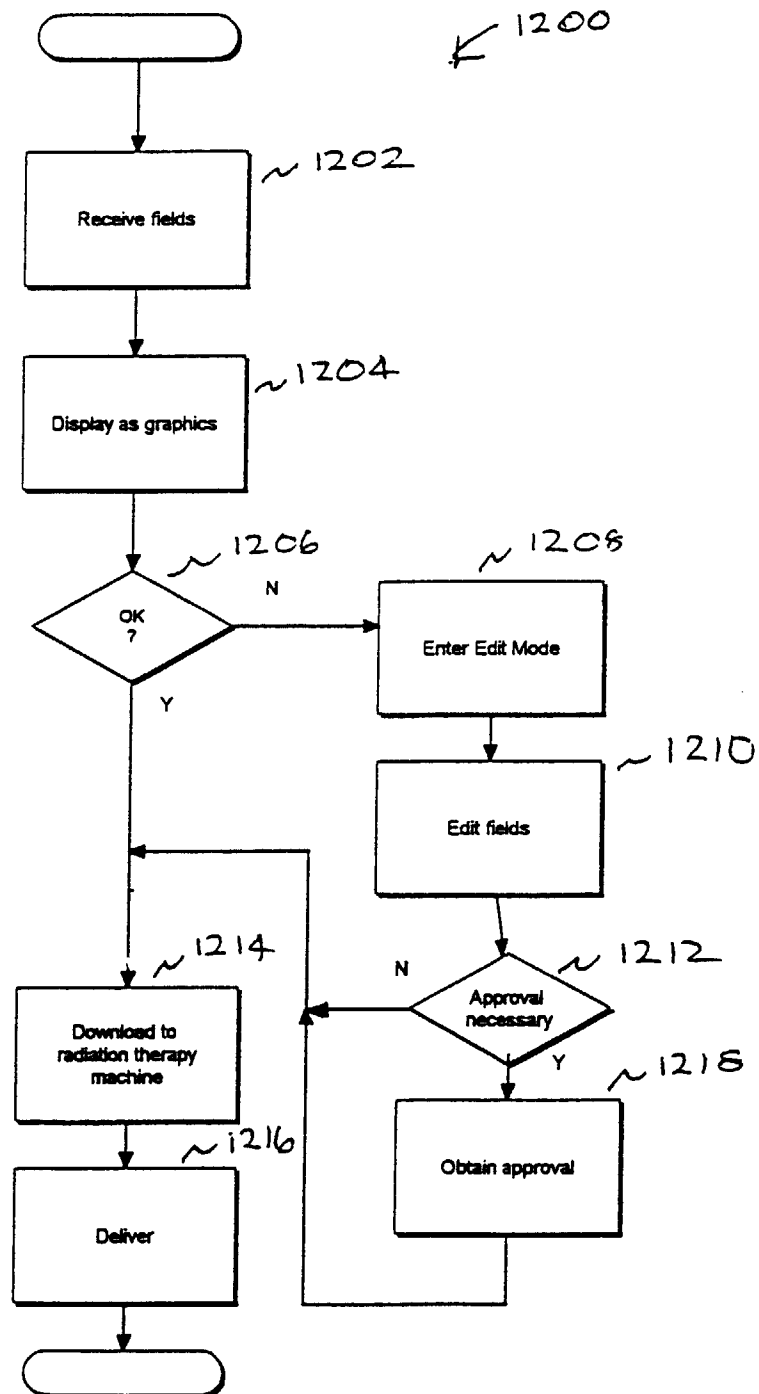 1200
1202
Receive fields
1204
Display as graphics
1206
OK
?
N
Y
1208
Enter Edit Mode
1210
Edit fields
1212
Approval
necessary
N
Y
1214
Download to
radiation therapy
machine
1218
Obtain approval
1216
Deliver